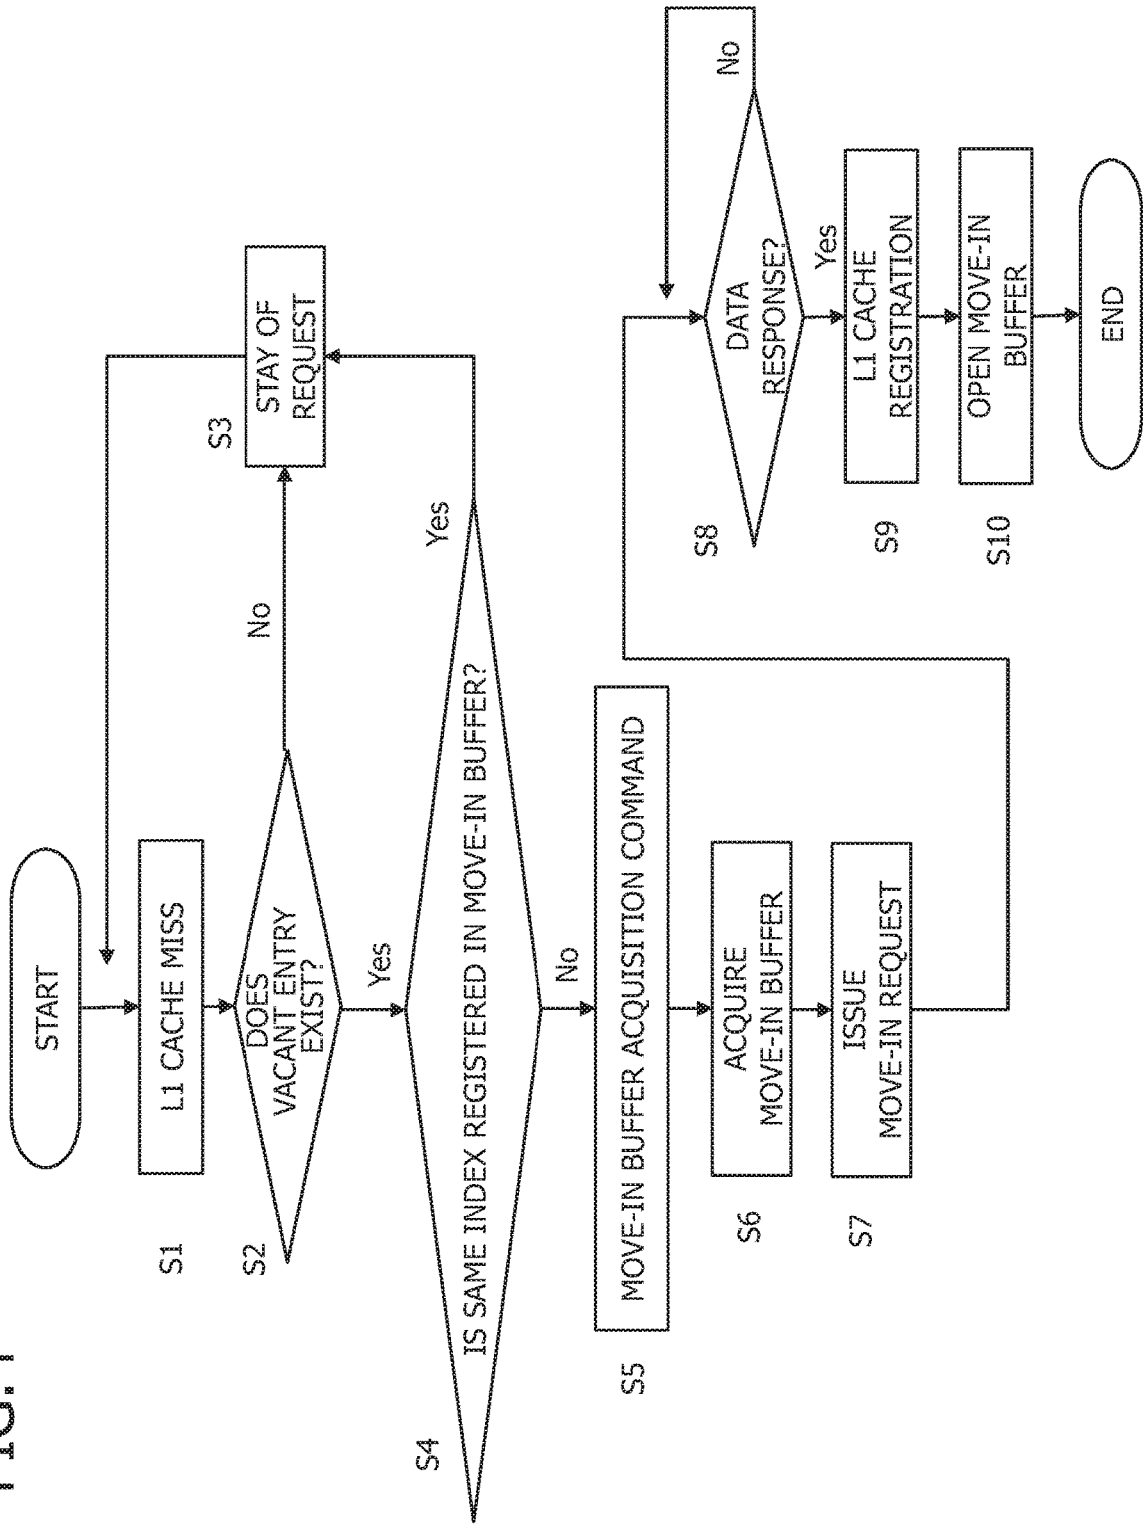 FIG. 1
START
S1
L1 CACHE MISS
S2
DOES
VACANT ENTRY
EXIST?
No
Yes
S3
STAY OF
REQUEST
S4
IS SAME INDEX REGISTERED IN MOVE-IN BUFFER?
Yes
No
S5
MOVE-IN BUFFER ACQUISITION COMMAND
S6
ACQUIRE
MOVE-IN BUFFER
S7
ISSUE
MOVE-IN REQUEST
S8
DATA
RESPONSE?
No
Yes
S9
L1 CACHE
REGISTRATION
S10
OPEN MOVE-IN
BUFFER
END